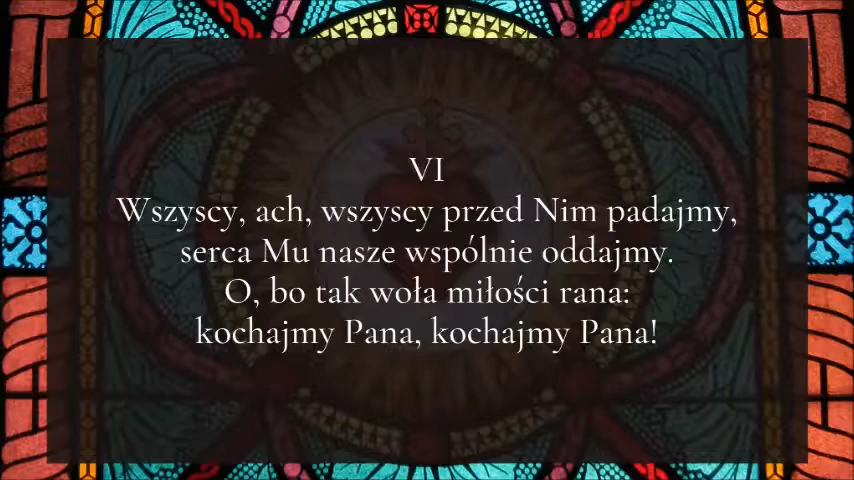 VI
Wszyscy, ach, wszyscy przed Nim padajmy,
serca Mu nasze wspólnie oddajmy.
O, bo tak woła miłości rana:
kochajmy Pana, kochajmy Pana!